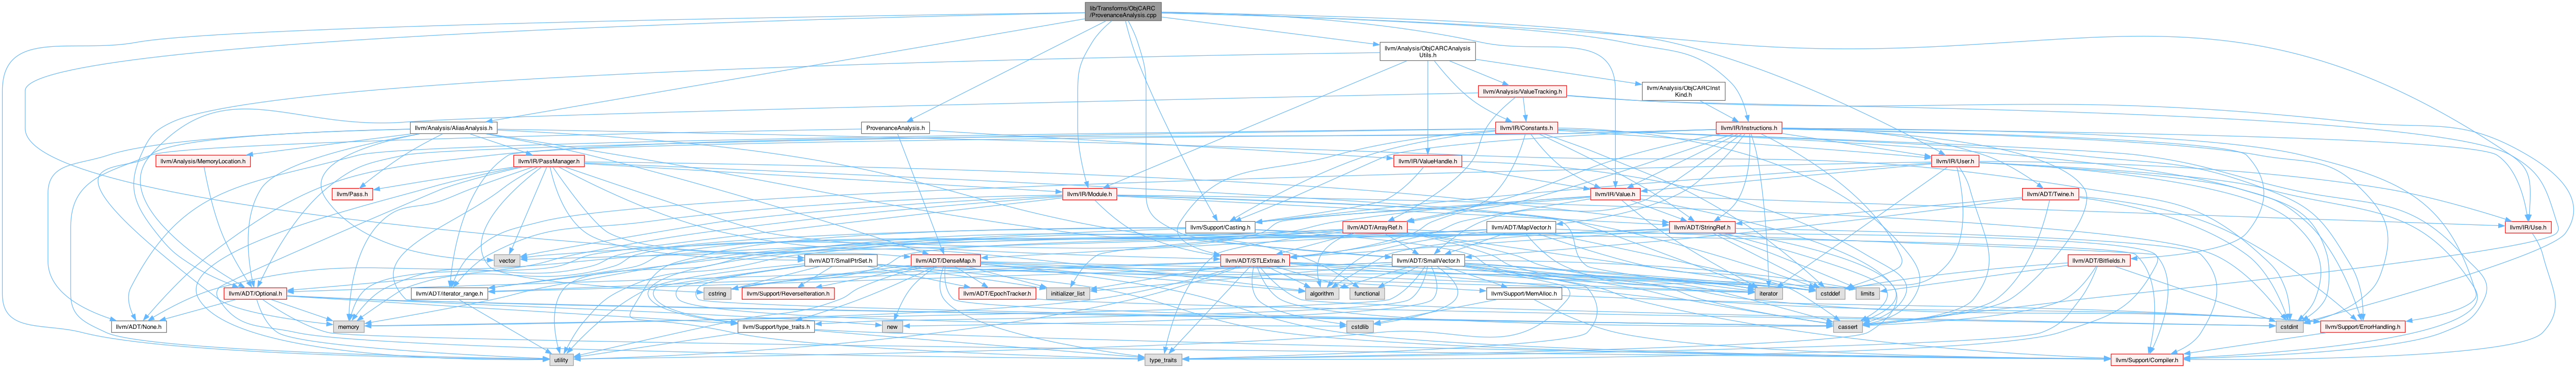 lib/Transforms/ObjCARC
/ProvenanceAnalysis.cpp
llvm/Analysis/ObjCARCAnalysis
Utils.h
llvm/Analysis/ValueTracking.h
llvm/Analysis/ObjCARCInst
Kind.h
llvm/Analysis/AliasAnalysis.h
ProvenanceAnalysis.h
llvm/IR/Constants.h
llvm/IR/Instructions.h
llvm/Analysis/MemoryLocation.h
llvm/IR/PassManager.h
llvm/IR/ValueHandle.h
llvm/IR/User.h
llvm/Pass.h
llvm/IR/Module.h
llvm/IR/Value.h
llvm/ADT/Twine.h
llvm/Support/Casting.h
llvm/ADT/ArrayRef.h
llvm/ADT/MapVector.h
llvm/ADT/StringRef.h
llvm/IR/Use.h
vector
llvm/ADT/SmallPtrSet.h
llvm/ADT/DenseMap.h
llvm/ADT/STLExtras.h
llvm/ADT/SmallVector.h
llvm/ADT/Bitfields.h
llvm/ADT/Optional.h
llvm/ADT/iterator_range.h
cstring
llvm/Support/ReverseIteration.h
llvm/ADT/EpochTracker.h
initializer_list
algorithm
functional
llvm/Support/MemAlloc.h
iterator
cstddef
limits
llvm/ADT/None.h
memory
llvm/Support/type_traits.h
new
cstdlib
cassert
cstdint
llvm/Support/ErrorHandling.h
utility
type_traits
llvm/Support/Compiler.h